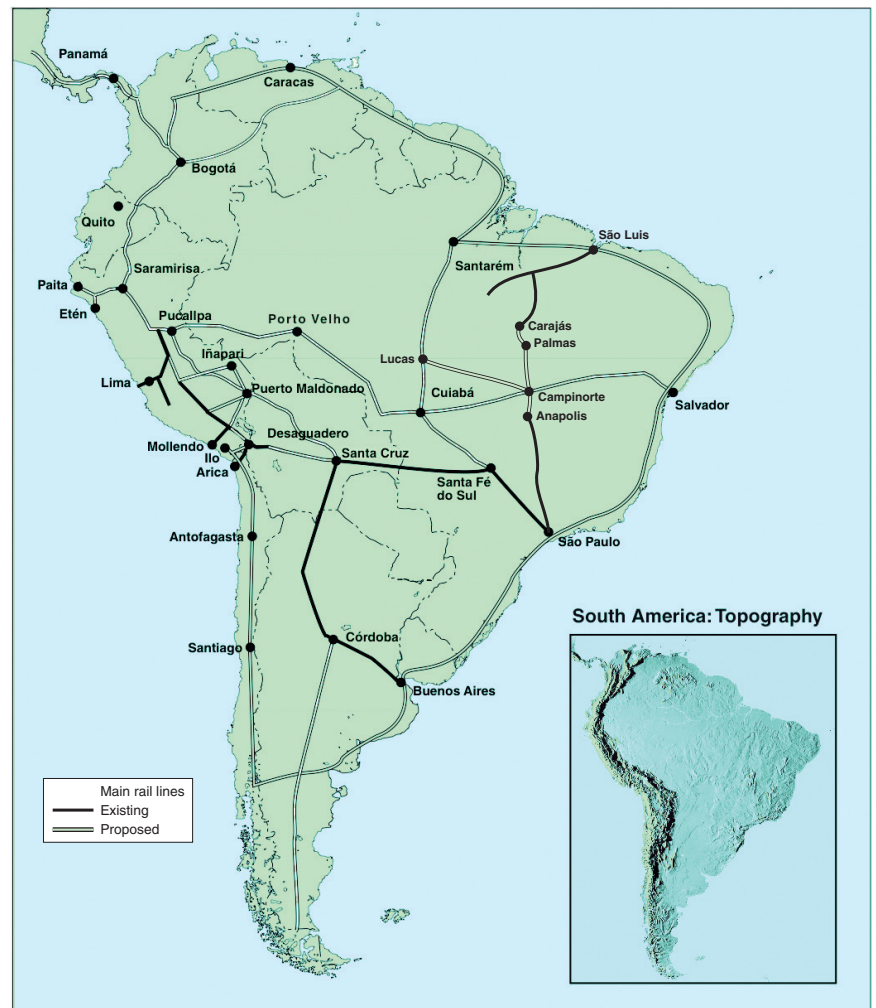 Panamá
Caracas
Bogotá
Quito
São Luis
Santarém
Saramirisa
Paita
Etén
Pucallpa
Porto Velho
Carajás
Palmas
Iñapari
Lucas
Lima
Puerto Maldonado
Cuiabá
Campinorte
Salvador
Anapolis
Desaguadero
Mollendo
Ilo
Arica
Santa Cruz
Santa Fé
do Sul
Antofagasta
São Paulo
South America: Topography
Córdoba
Santiago
Buenos Aires
Main rail lines
Existing
Proposed